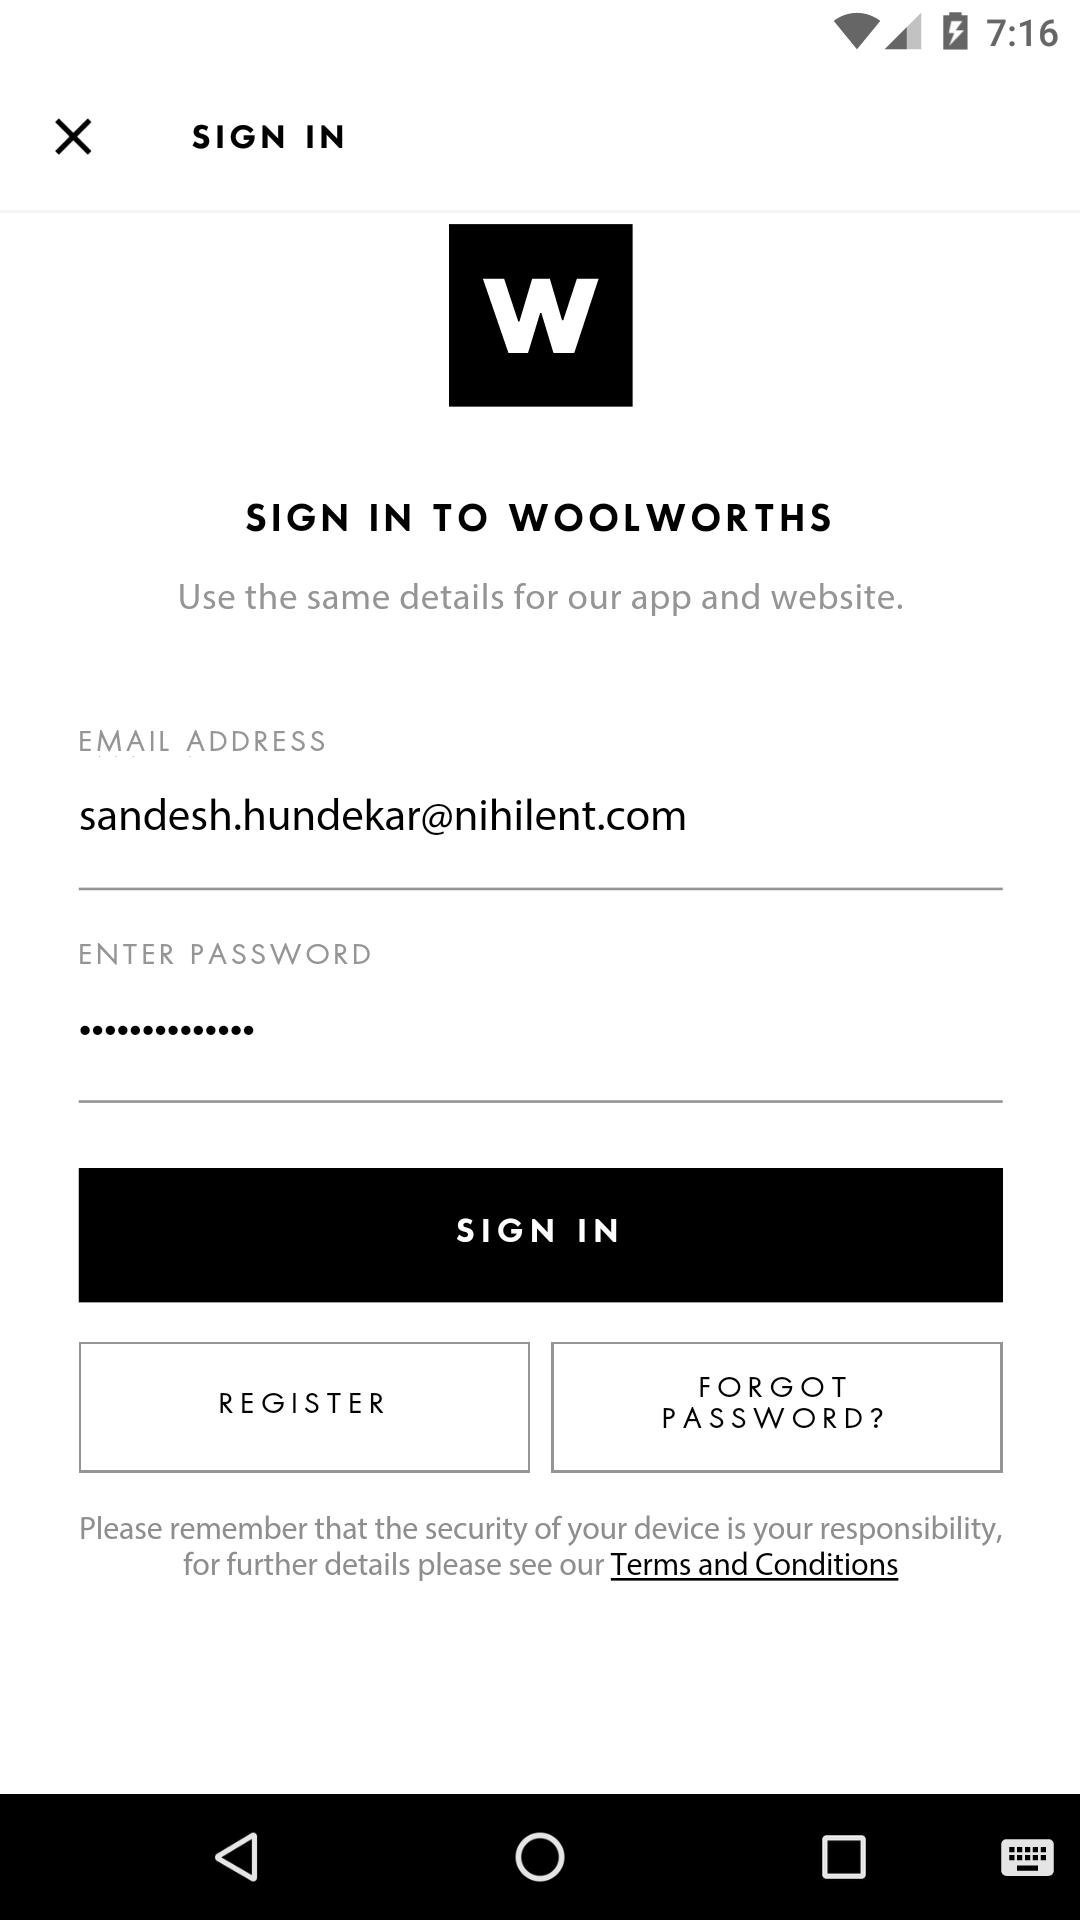 7:16
SIGN IN
W
SIGN IN TO WOOLWORTHS
Use the same details for our app and website.
EMAIL ADDRESS
sandesh.hundekar@nihilent.com
ENTER PASSWORD
••••••••••••••
SIGN IN
REGISTER
FORGOT
PASSWORD?
Please remember that the security of your device is your responsibility,
for further details please see our Terms and Conditions